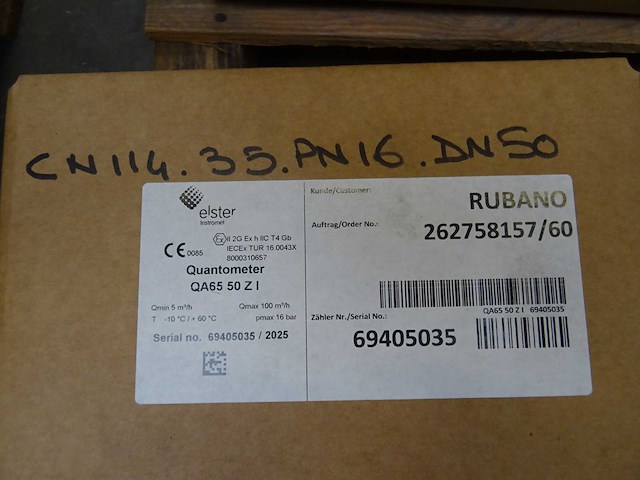 CN114.35.PN16.DN50
elster
Instromet
CE 0085
Ex II 2G Ex h IIC T4 Gb
IECEx TUR 16.0043X
8000310657
Quantometer
QA65 50 Z I
Qmin 5 m³/h Qmax 100 m³/h
T -10 °C / + 60 °C pmax 16 bar
Serial no. 69405035 / 2025
Kunde/Customer: RUBANO
Auftrag/Order No.: 262758157/60
QA65 50 Z I 69405035
Zähler Nr./Serial No.:
69405035